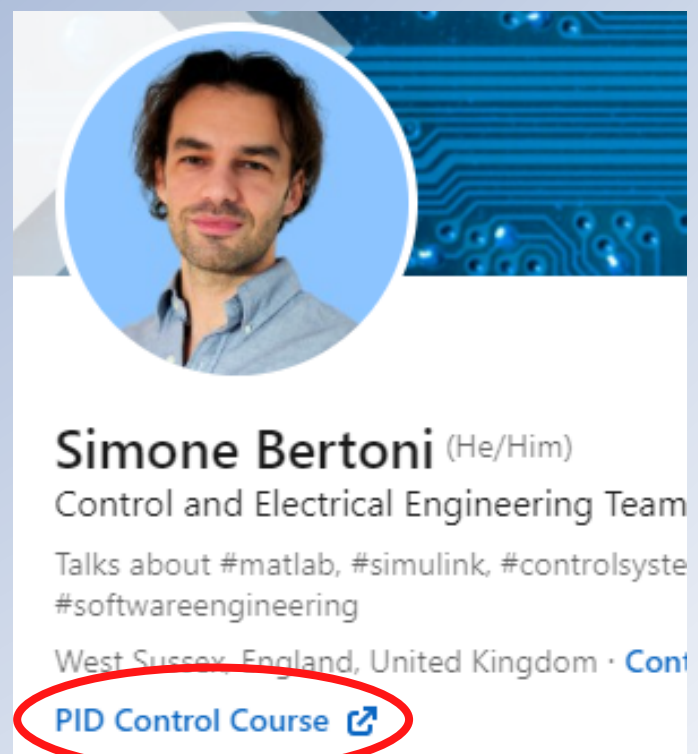 Simone Bertoni (He/Him)
Control and Electrical Engineering Team
Talks about #matlab, #simulink, #controlsyste
#softwareengineering
West Sussex, England, United Kingdom · Cont
PID Control Course